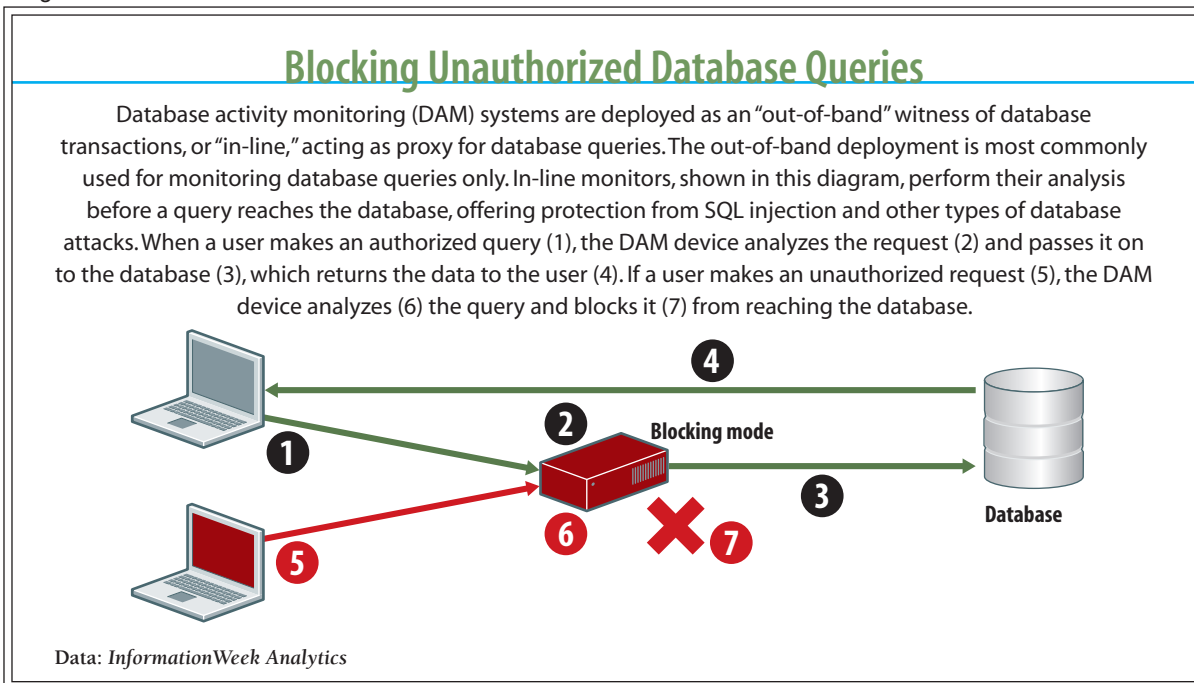 Blocking Unauthorized Database Queries
Database activity monitoring (DAM) systems are deployed as an “out-of-band” witness of database
transactions, or “in-line,” acting as proxy for database queries. The out-of-band deployment is most commonly
used for monitoring database queries only. In-line monitors, shown in this diagram, perform their analysis
before a query reaches the database, offering protection from SQL injection and other types of database
attacks. When a user makes an authorized query (1), the DAM device analyzes the request (2) and passes it on
to the database (3), which returns the data to the user (4). If a user makes an unauthorized request (5), the DAM
device analyzes (6) the query and blocks it (7) from reaching the database.
4
2
Blocking mode
1
3
Database
6
7
5
Data: InformationWeek Analytics